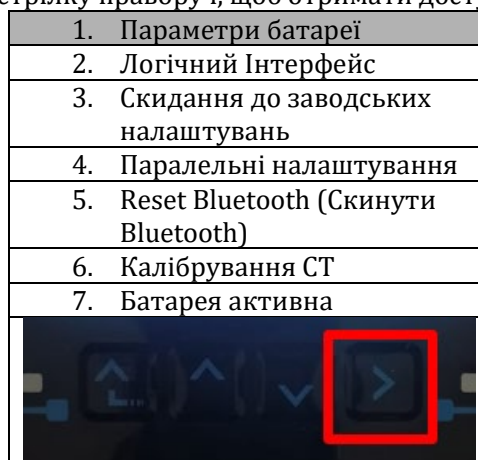 стрілку праворуч, щоб отримати дост
1. Параметри батареї
2. Логічний Інтерфейс
3. Скидання до заводських
налаштувань
4. Паралельні налаштування
5. Reset Bluetooth (Скинути
Bluetooth)
6. Калібрування CT
7. Батарея активна